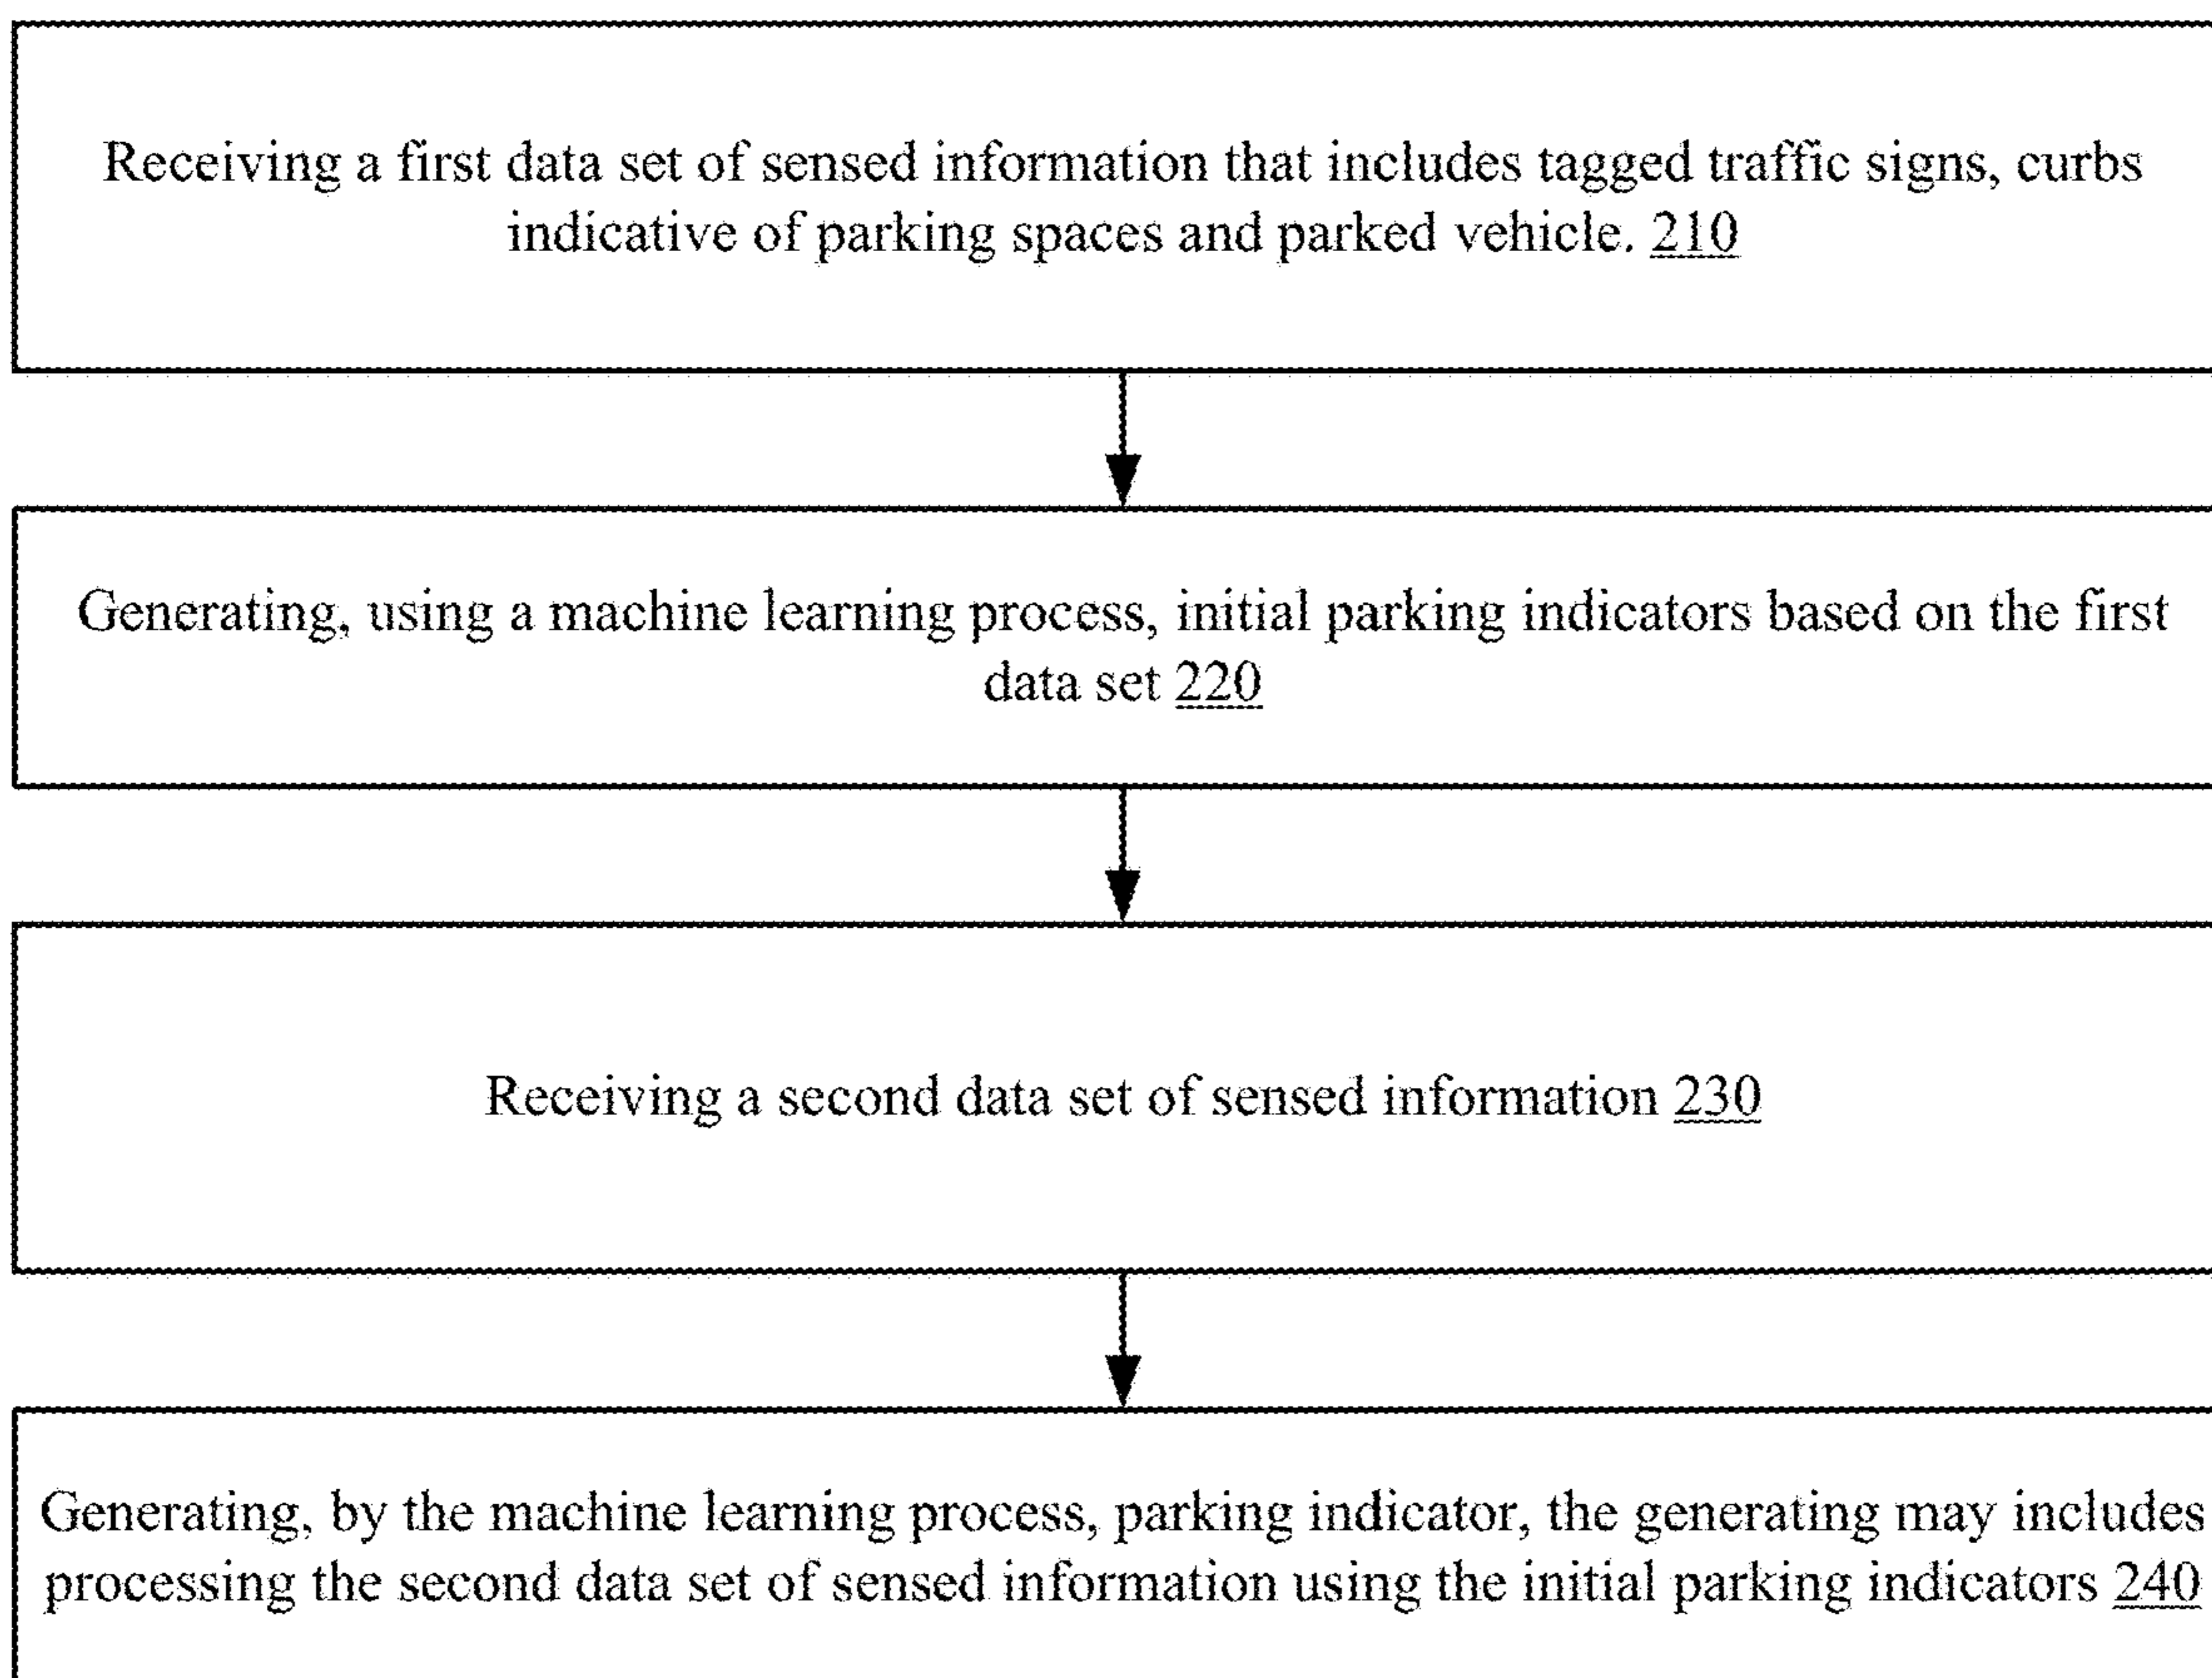 Receiving a first data set of sensed information that includes tagged traffic signs, curbs
indicative of parking spaces and parked vehicle. 210
Generating, using a machine learning process, initial parking indicators based on the first
data set 220
Receiving a second data set of sensed information 230
Generating, by the machine learning process, parking indicator, the generating may includes
processing the second data set of sensed information using the initial parking indicators 240